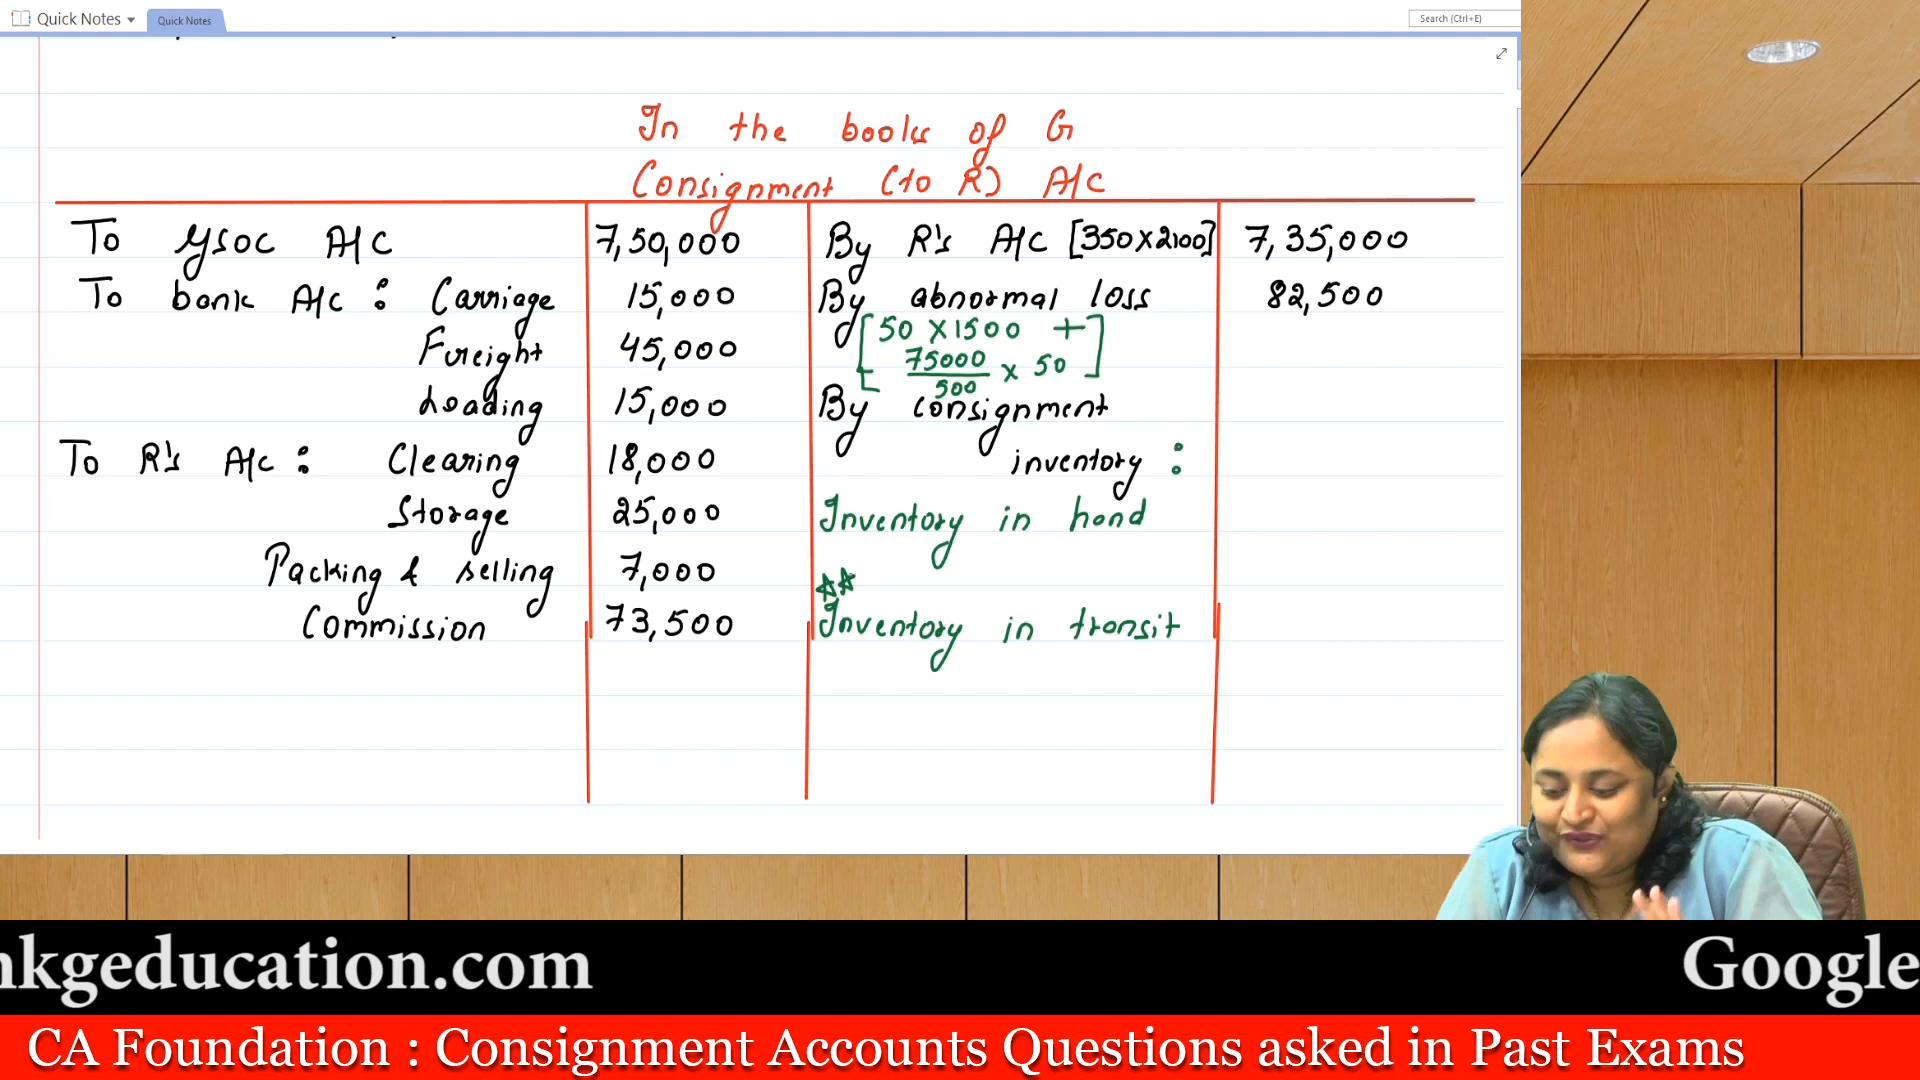 Quick Notes
Quick Notes
Search (Ctrl+E)
In the books of G
Consignment (to R) A/c
To GSOC A/c 7,50,000 By R's A/c [350×2100] 7,35,000
To bank A/c : Carriage 15,000 By abnormal loss 82,500
[50 ×1500 +
Freight 45,000 75000/500 × 50]
Loading 15,000 By consignment
To R's A/c : Clearing 18,000 inventory :
Storage 25,000 Inventory in hand
Packing & selling 7,000
Commission 73,500 Inventory in transit
nkgeducation.com Google
CA Foundation : Consignment Accounts Questions asked in Past Exams